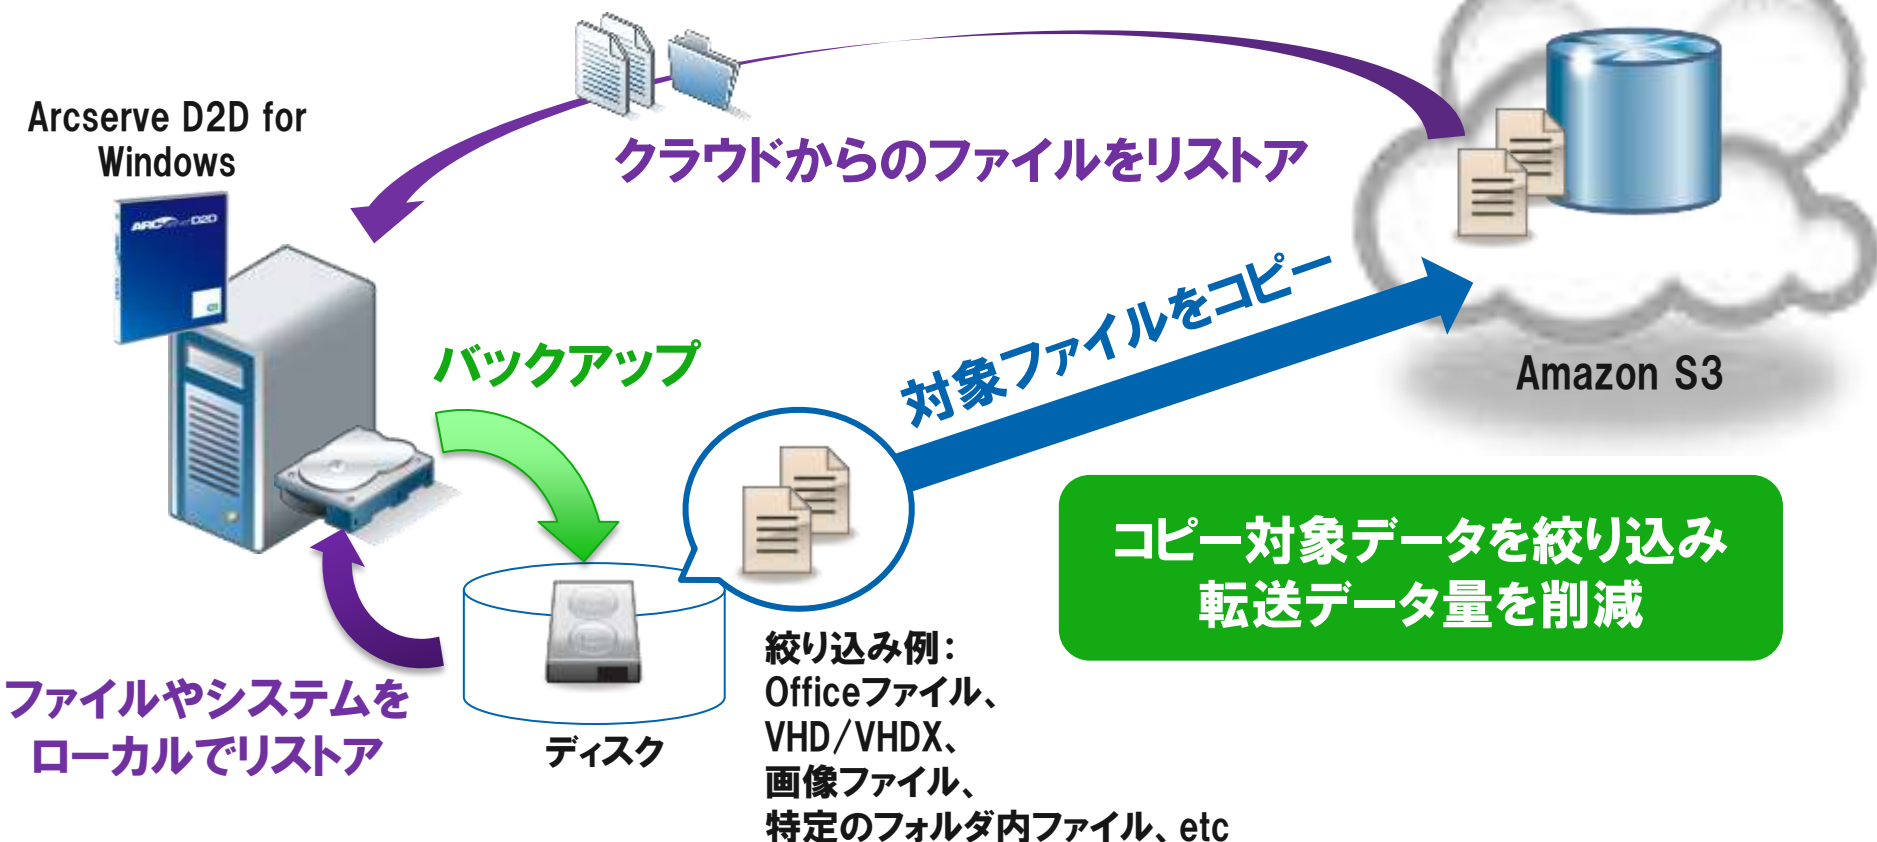 クラウドからのファイルをリストア
Arcserve D2D for
Windows
ARCserve D2D
対象ファイルをコピー
バックアップ
Amazon S3
コピー対象データを絞り込み
転送データ量を削減
ファイルやシステムを
ローカルでリストア
ディスク
絞り込み例：
Officeファイル、
VHD/VHDX、
画像ファイル、
特定のフォルダ内ファイル、etc